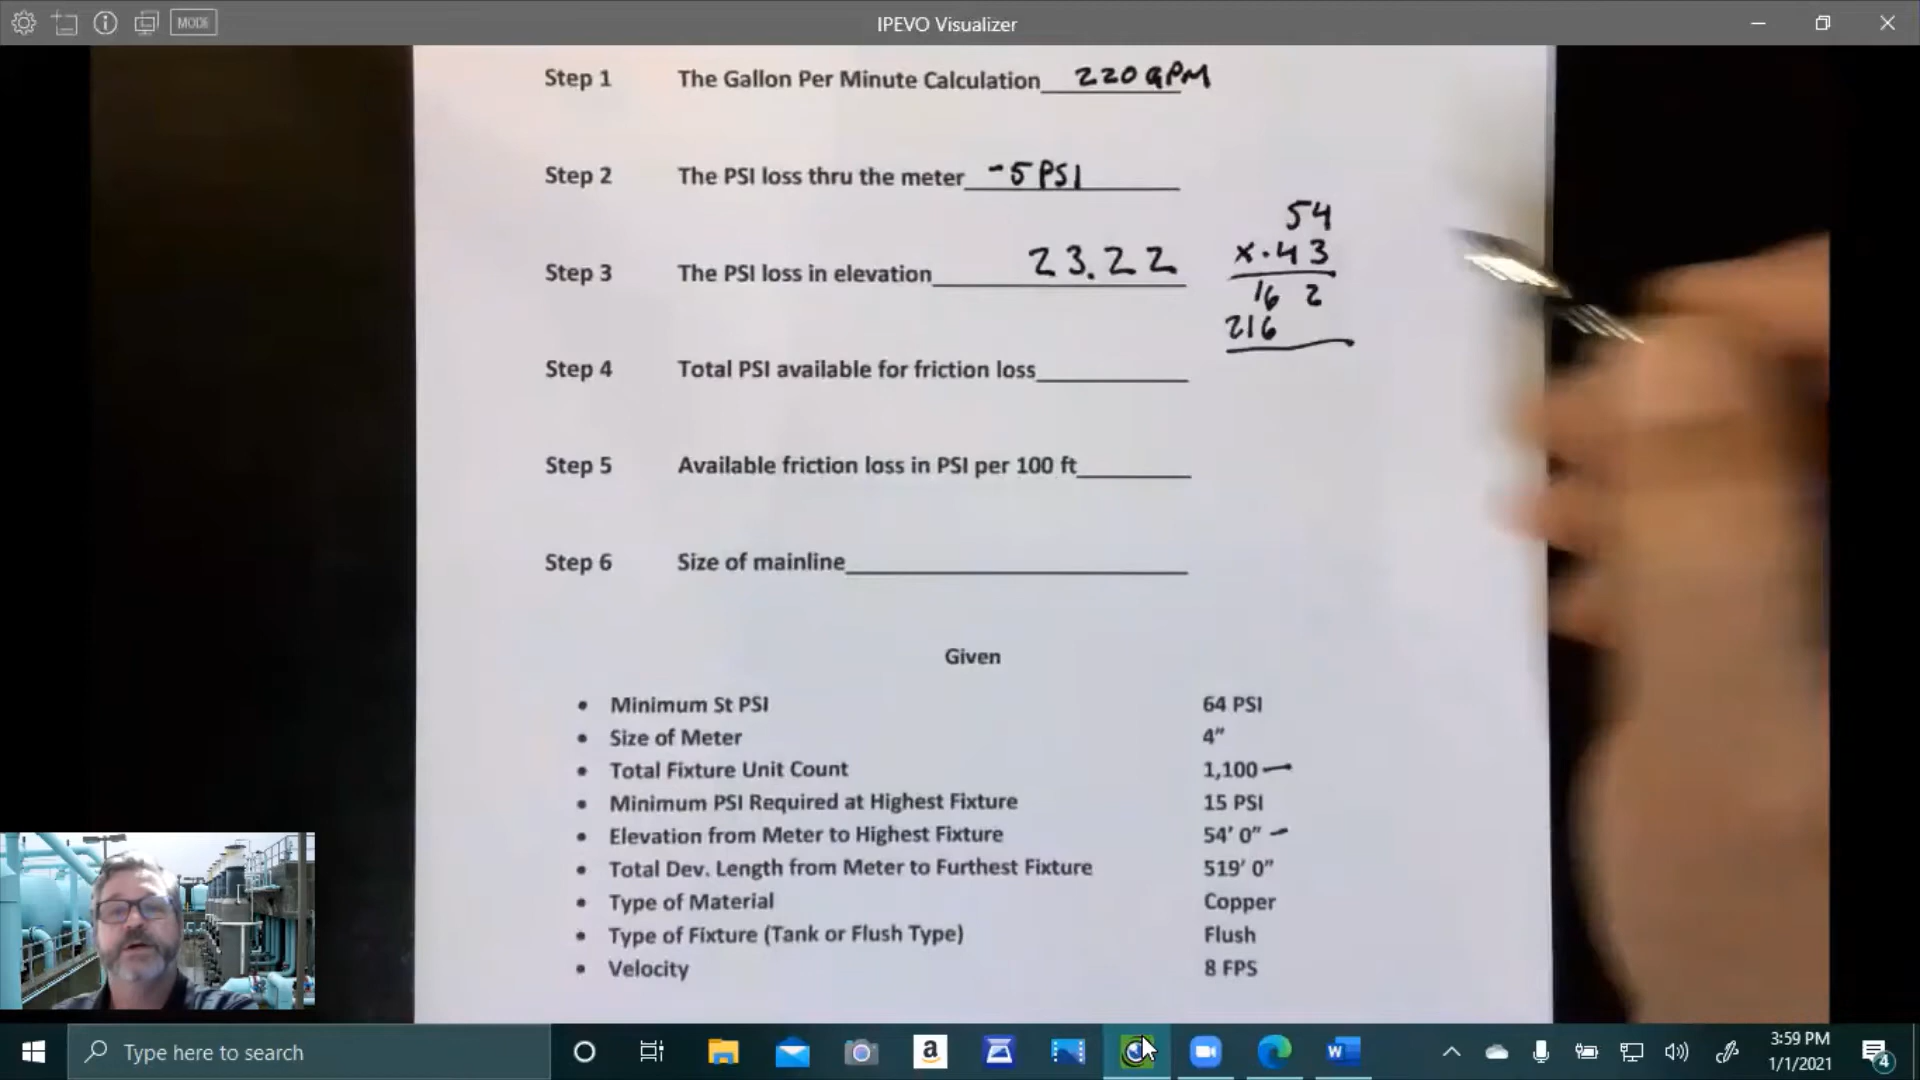 MODE
IPEVO Visualizer
Step 1 The Gallon Per Minute Calculation 220 GPM
Step 2 The PSI loss thru the meter -5 PSI
54
x.43
Step 3 The PSI loss in elevation 23.22
16 2
216
Step 4 Total PSI available for friction loss
Step 5 Available friction loss in PSI per 100 ft
Step 6 Size of mainline
Given
• Minimum St PSI 64 PSI
• Size of Meter 4"
• Total Fixture Unit Count 1,100 —
• Minimum PSI Required at Highest Fixture 15 PSI
• Elevation from Meter to Highest Fixture 54' 0" -
• Total Dev. Length from Meter to Furthest Fixture 519' 0"
• Type of Material Copper
• Type of Fixture (Tank or Flush Type) Flush
• Velocity 8 FPS
Type here to search
a
W
3:59 PM
1/1/2021
4